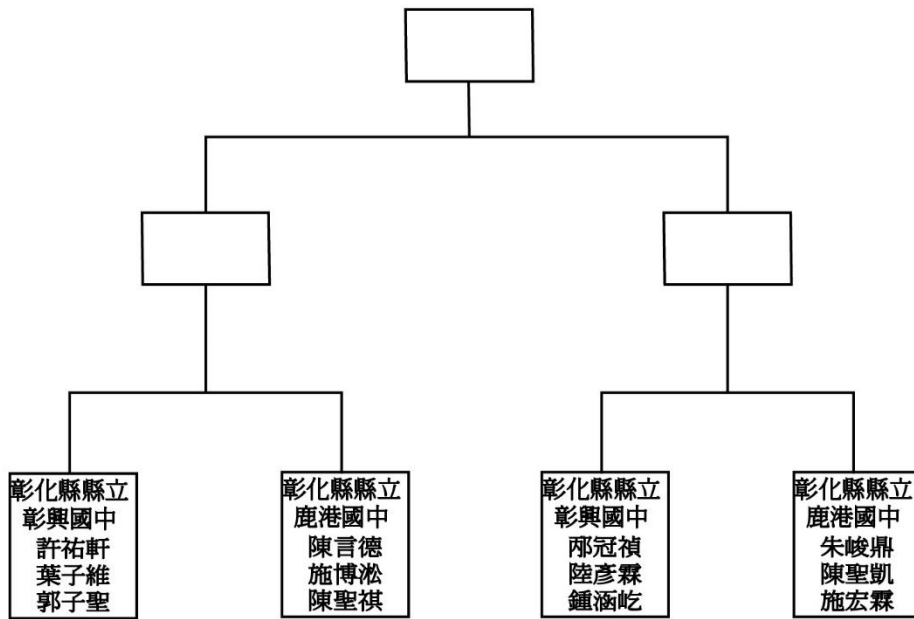 彰化縣縣立
彰興國中
許祐軒
葉子維
郭子聖
彰化縣縣立
鹿港國中
陳言德
施博淞
陳聖祺
彰化縣縣立
彰興國中
邴冠禎
陸彥霖
鍾涵屹
彰化縣縣立
鹿港國中
朱峻鼎
陳聖凱
施宏霖